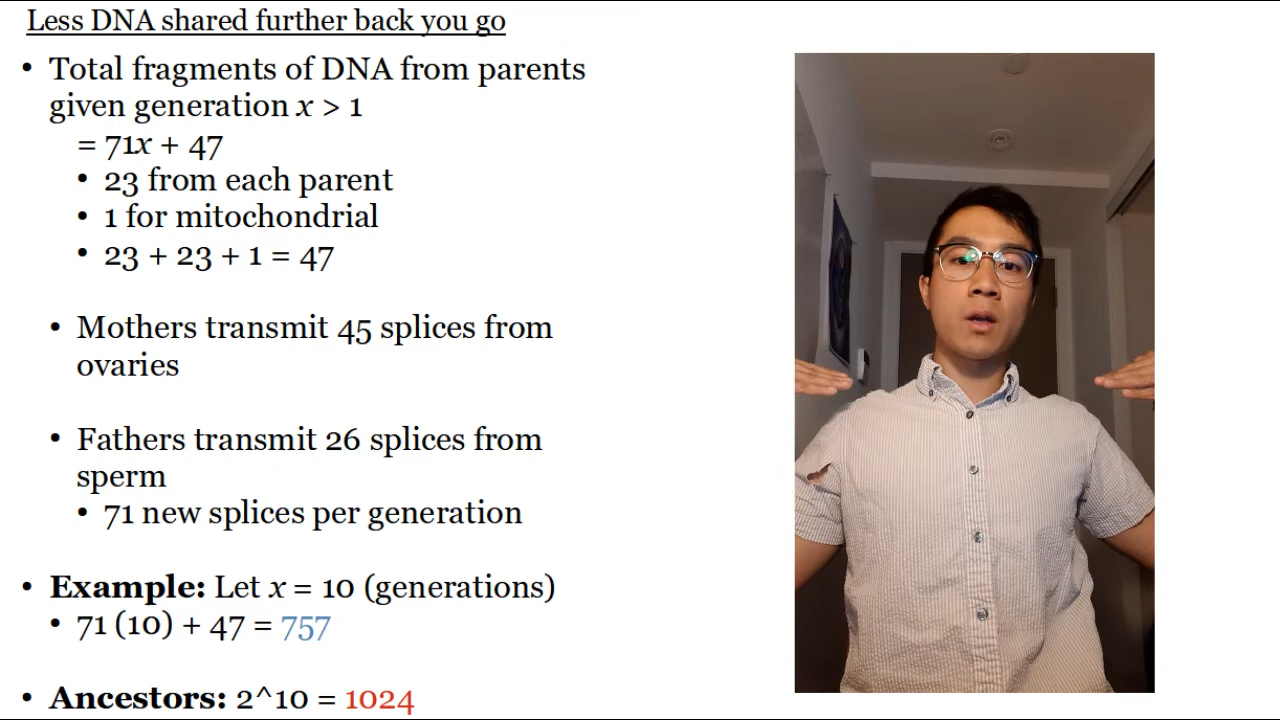 Less DNA shared further back you go
• Total fragments of DNA from parents
given generation x > 1
= 71x + 47
• 23 from each parent
• 1 for mitochondrial
• 23 + 23 + 1 = 47
• Mothers transmit 45 splices from
ovaries
• Fathers transmit 26 splices from
sperm
• 71 new splices per generation
• Example: Let x = 10 (generations)
• 71 (10) + 47 = 757
• Ancestors: 2^10 = 1024